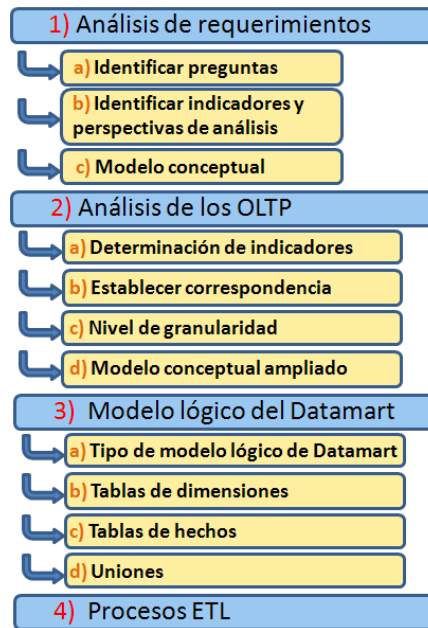 1) Análisis de requerimientos
a) Identificar preguntas
b) Identificar indicadores y
perspectivas de análisis
c) Modelo conceptual
2) Análisis de los OLTP
a) Determinación de indicadores
b) Establecer correspondencia
c) Nivel de granularidad
d) Modelo conceptual ampliado
3) Modelo lógico del Datamart
a) Tipo de modelo lógico de Datamart
b) Tablas de dimensiones
c) Tablas de hechos
d) Uniones
4) Procesos ETL